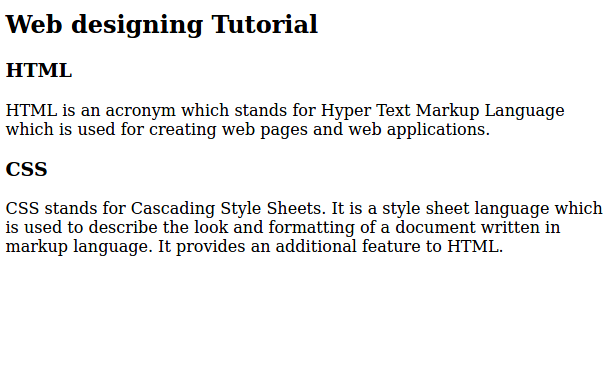 Web designing Tutorial
HTML
HTML is an acronym which stands for Hyper Text Markup Language
which is used for creating web pages and web applications.
CSS
CSS stands for Cascading Style Sheets. It is a style sheet language which
is used to describe the look and formatting of a document written in
markup language. It provides an additional feature to HTML.